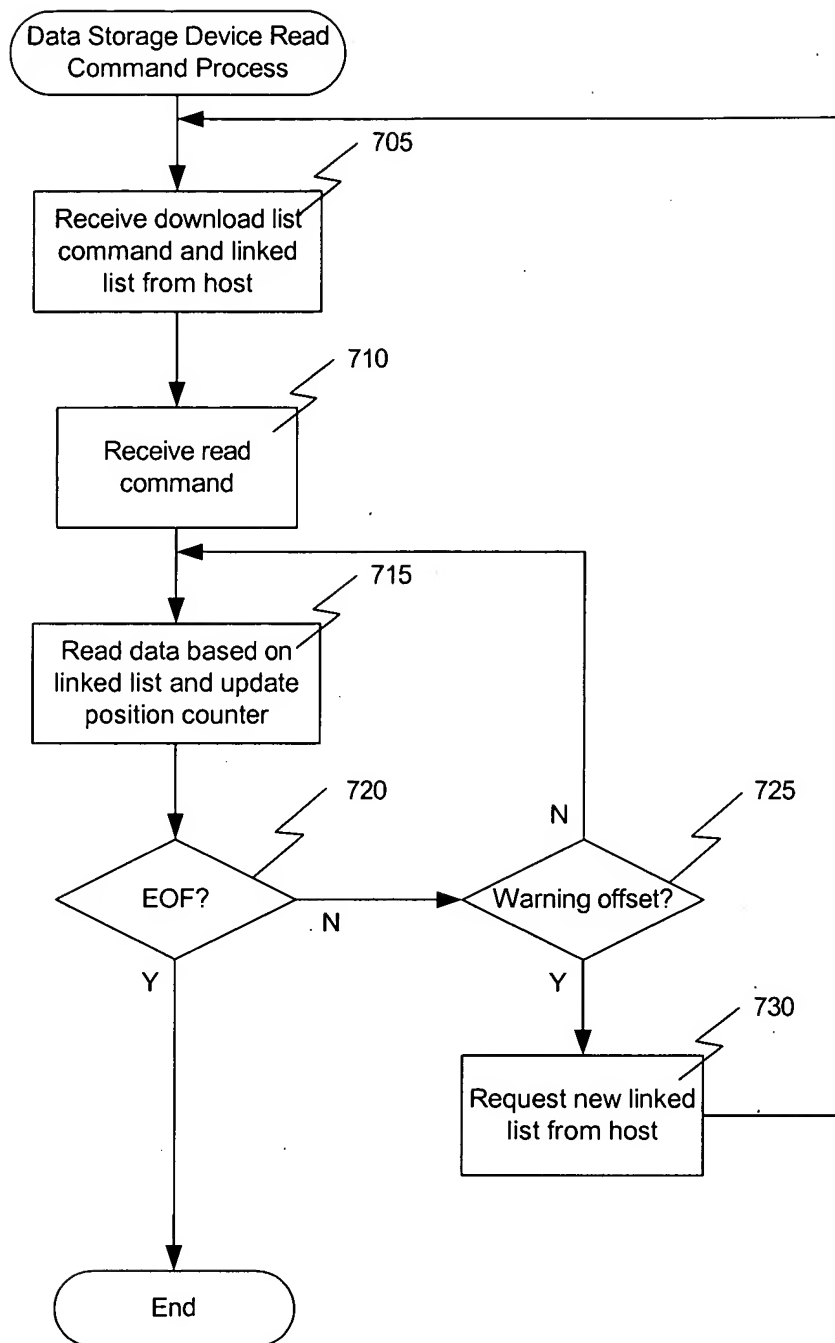 Data Storage Device Read
Command Process
705
Receive download list
command and linked
list from host
710
Receive read
command
715
Read data based on
linked list and update
position counter
720
EOF?
N
Y
725
N
Warning offset?
Y
730
Request new linked
list from host
End